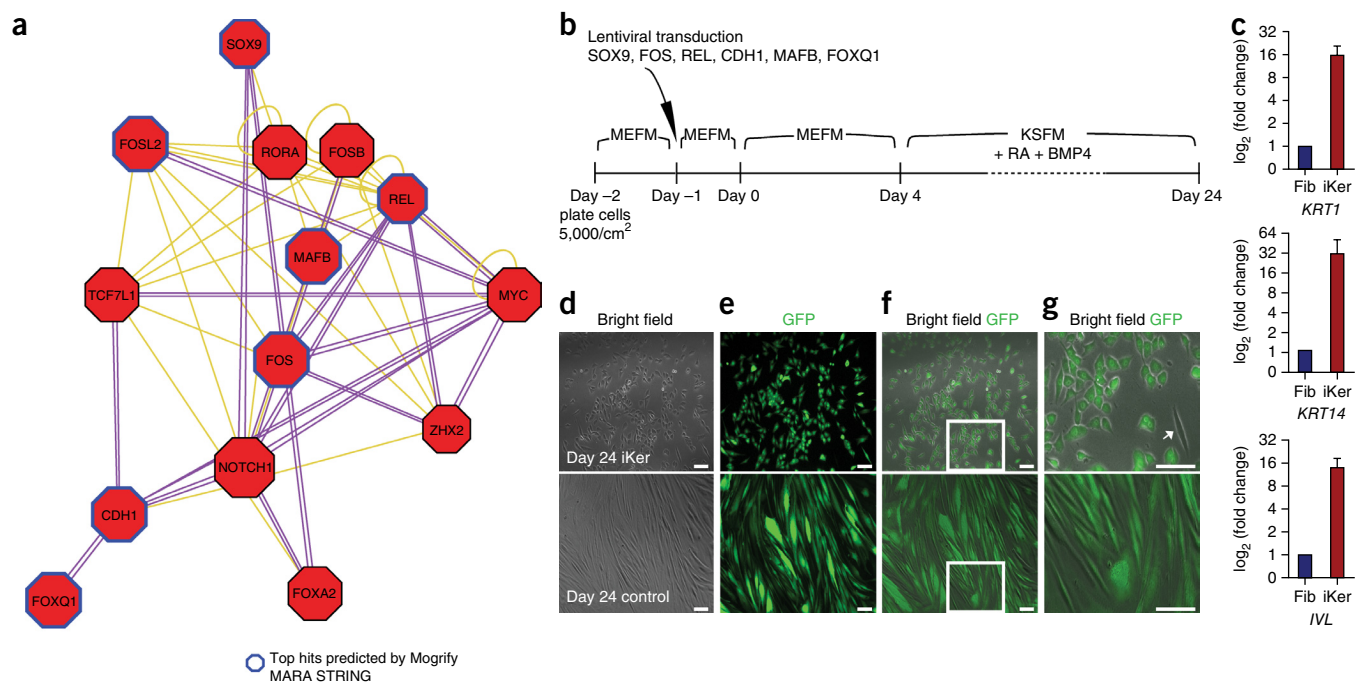 a
SOX9
FOSL2
RORA
FOSB
REL
MAFB
TCF7L1
MYC
FOS
ZHX2
NOTCH1
CDH1
FOXQ1
FOXA2
Top hits predicted by Mogrify
MARA STRING
b
Lentiviral transduction
SOX9, FOS, REL, CDH1, MAFB, FOXQ1
MEFM MEFM MEFM KSFM
+ RA + BMP4
Day –2 Day –1 Day 0 Day 4 Day 24
plate cells
5,000/cm²
c
log₂ (fold change)
32
16
4
2
1
0
Fib iKer
KRT1
log₂ (fold change)
64
32
16
8
4
2
1
0
Fib iKer
KRT14
log₂ (fold change)
32
16
8
4
2
1
0
Fib iKer
IVL
d e f g
Bright field GFP Bright field GFP Bright field GFP
Day 24 iKer
Day 24 control